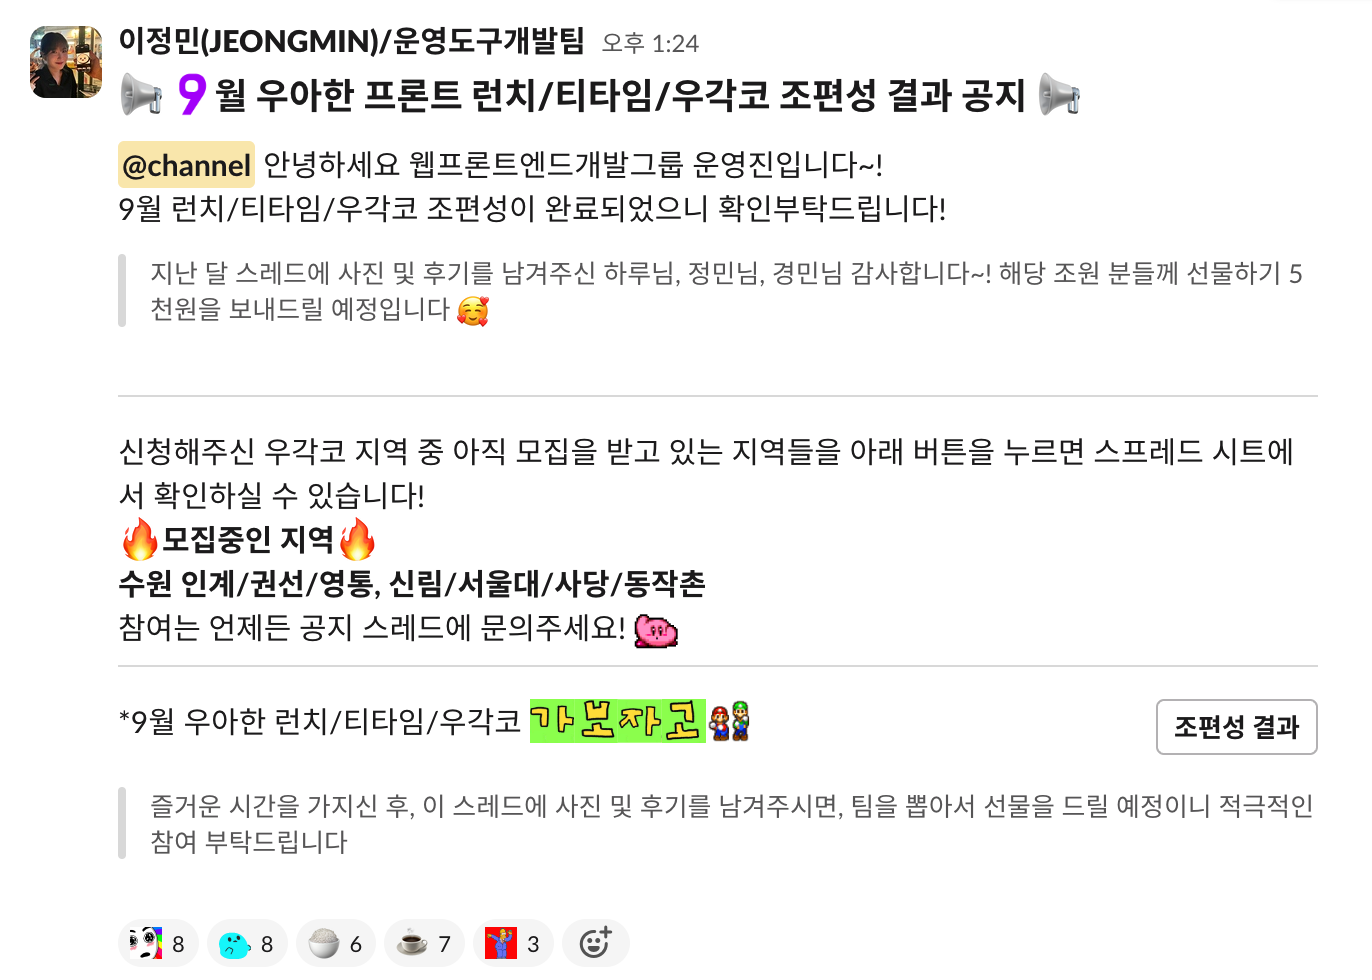 이정민(JEONGMIN)/운영도구개발팀 오후 1:24
9월 우아한 프론트 런치/티타임/우각코 조편성 결과 공지
@channel 안녕하세요 웹프론트엔드개발그룹 운영진입니다~!
9월 런치/티타임/우각코 조편성이 완료되었으니 확인부탁드립니다!
지난 달 스레드에 사진 및 후기를 남겨주신 하루님, 정민님, 경민님 감사합니다~! 해당 조원 분들께 선물하기 5
천원을 보내드릴 예정입니다
신청해주신 우각코 지역 중 아직 모집을 받고 있는 지역들을 아래 버튼을 누르면 스프레드 시트에
서 확인하실 수 있습니다!
모집중인 지역
수원 인계/권선/영통, 신림/서울대/사당/동작촌
참여는 언제든 공지 스레드에 문의주세요!
*9월 우아한 런치/티타임/우각코 가보자고
조편성 결과
즐거운 시간을 가지신 후, 이 스레드에 사진 및 후기를 남겨주시면, 팀을 뽑아서 선물을 드릴 예정이니 적극적인
참여 부탁드립니다
8 8 6 7 3